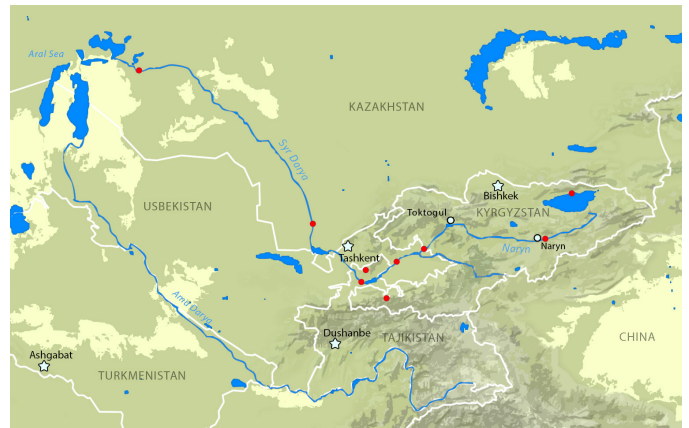 Aral Sea
KAZAKHSTAN
Syr Darya
Bishkek
USBEKISTAN
Toktogul
KYRGYZSTAN
Tashkent
Naryn
Naryn
Amu Darya
Dushanbe
TAJIKISTAN
CHINA
Ashgabat
TURKMENISTAN